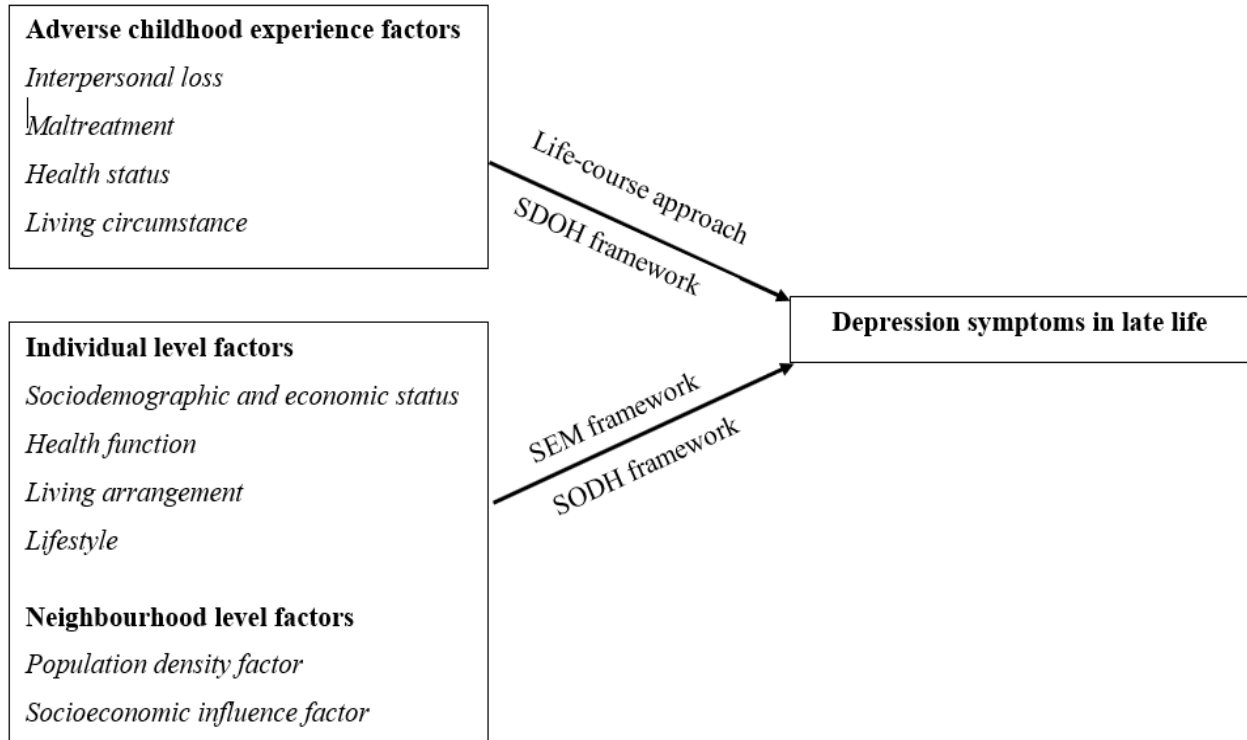 Adverse childhood experience factors
Interpersonal loss
Maltreatment
Health status
Living circumstance
Life-course approach
SDOH framework
Depression symptoms in late life
Individual level factors
Sociodemographic and economic status
Health function
Living arrangement
Lifestyle
SEM framework
SODH framework
Neighbourhood level factors
Population density factor
Socioeconomic influence factor